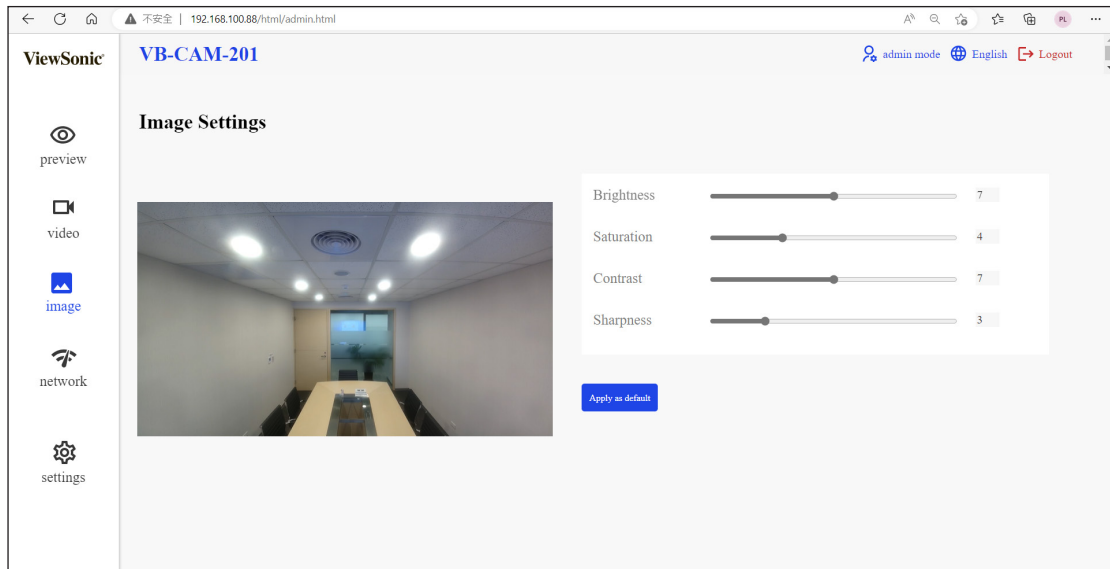 不安全 | 192.168.100.88/html/admin.html
PL
ViewSonic®
VB-CAM-201
admin mode
English
Logout
Image Settings
preview
video
image
network
settings
Brightness 7
Saturation 4
Contrast 7
Sharpness 3
Apply as default